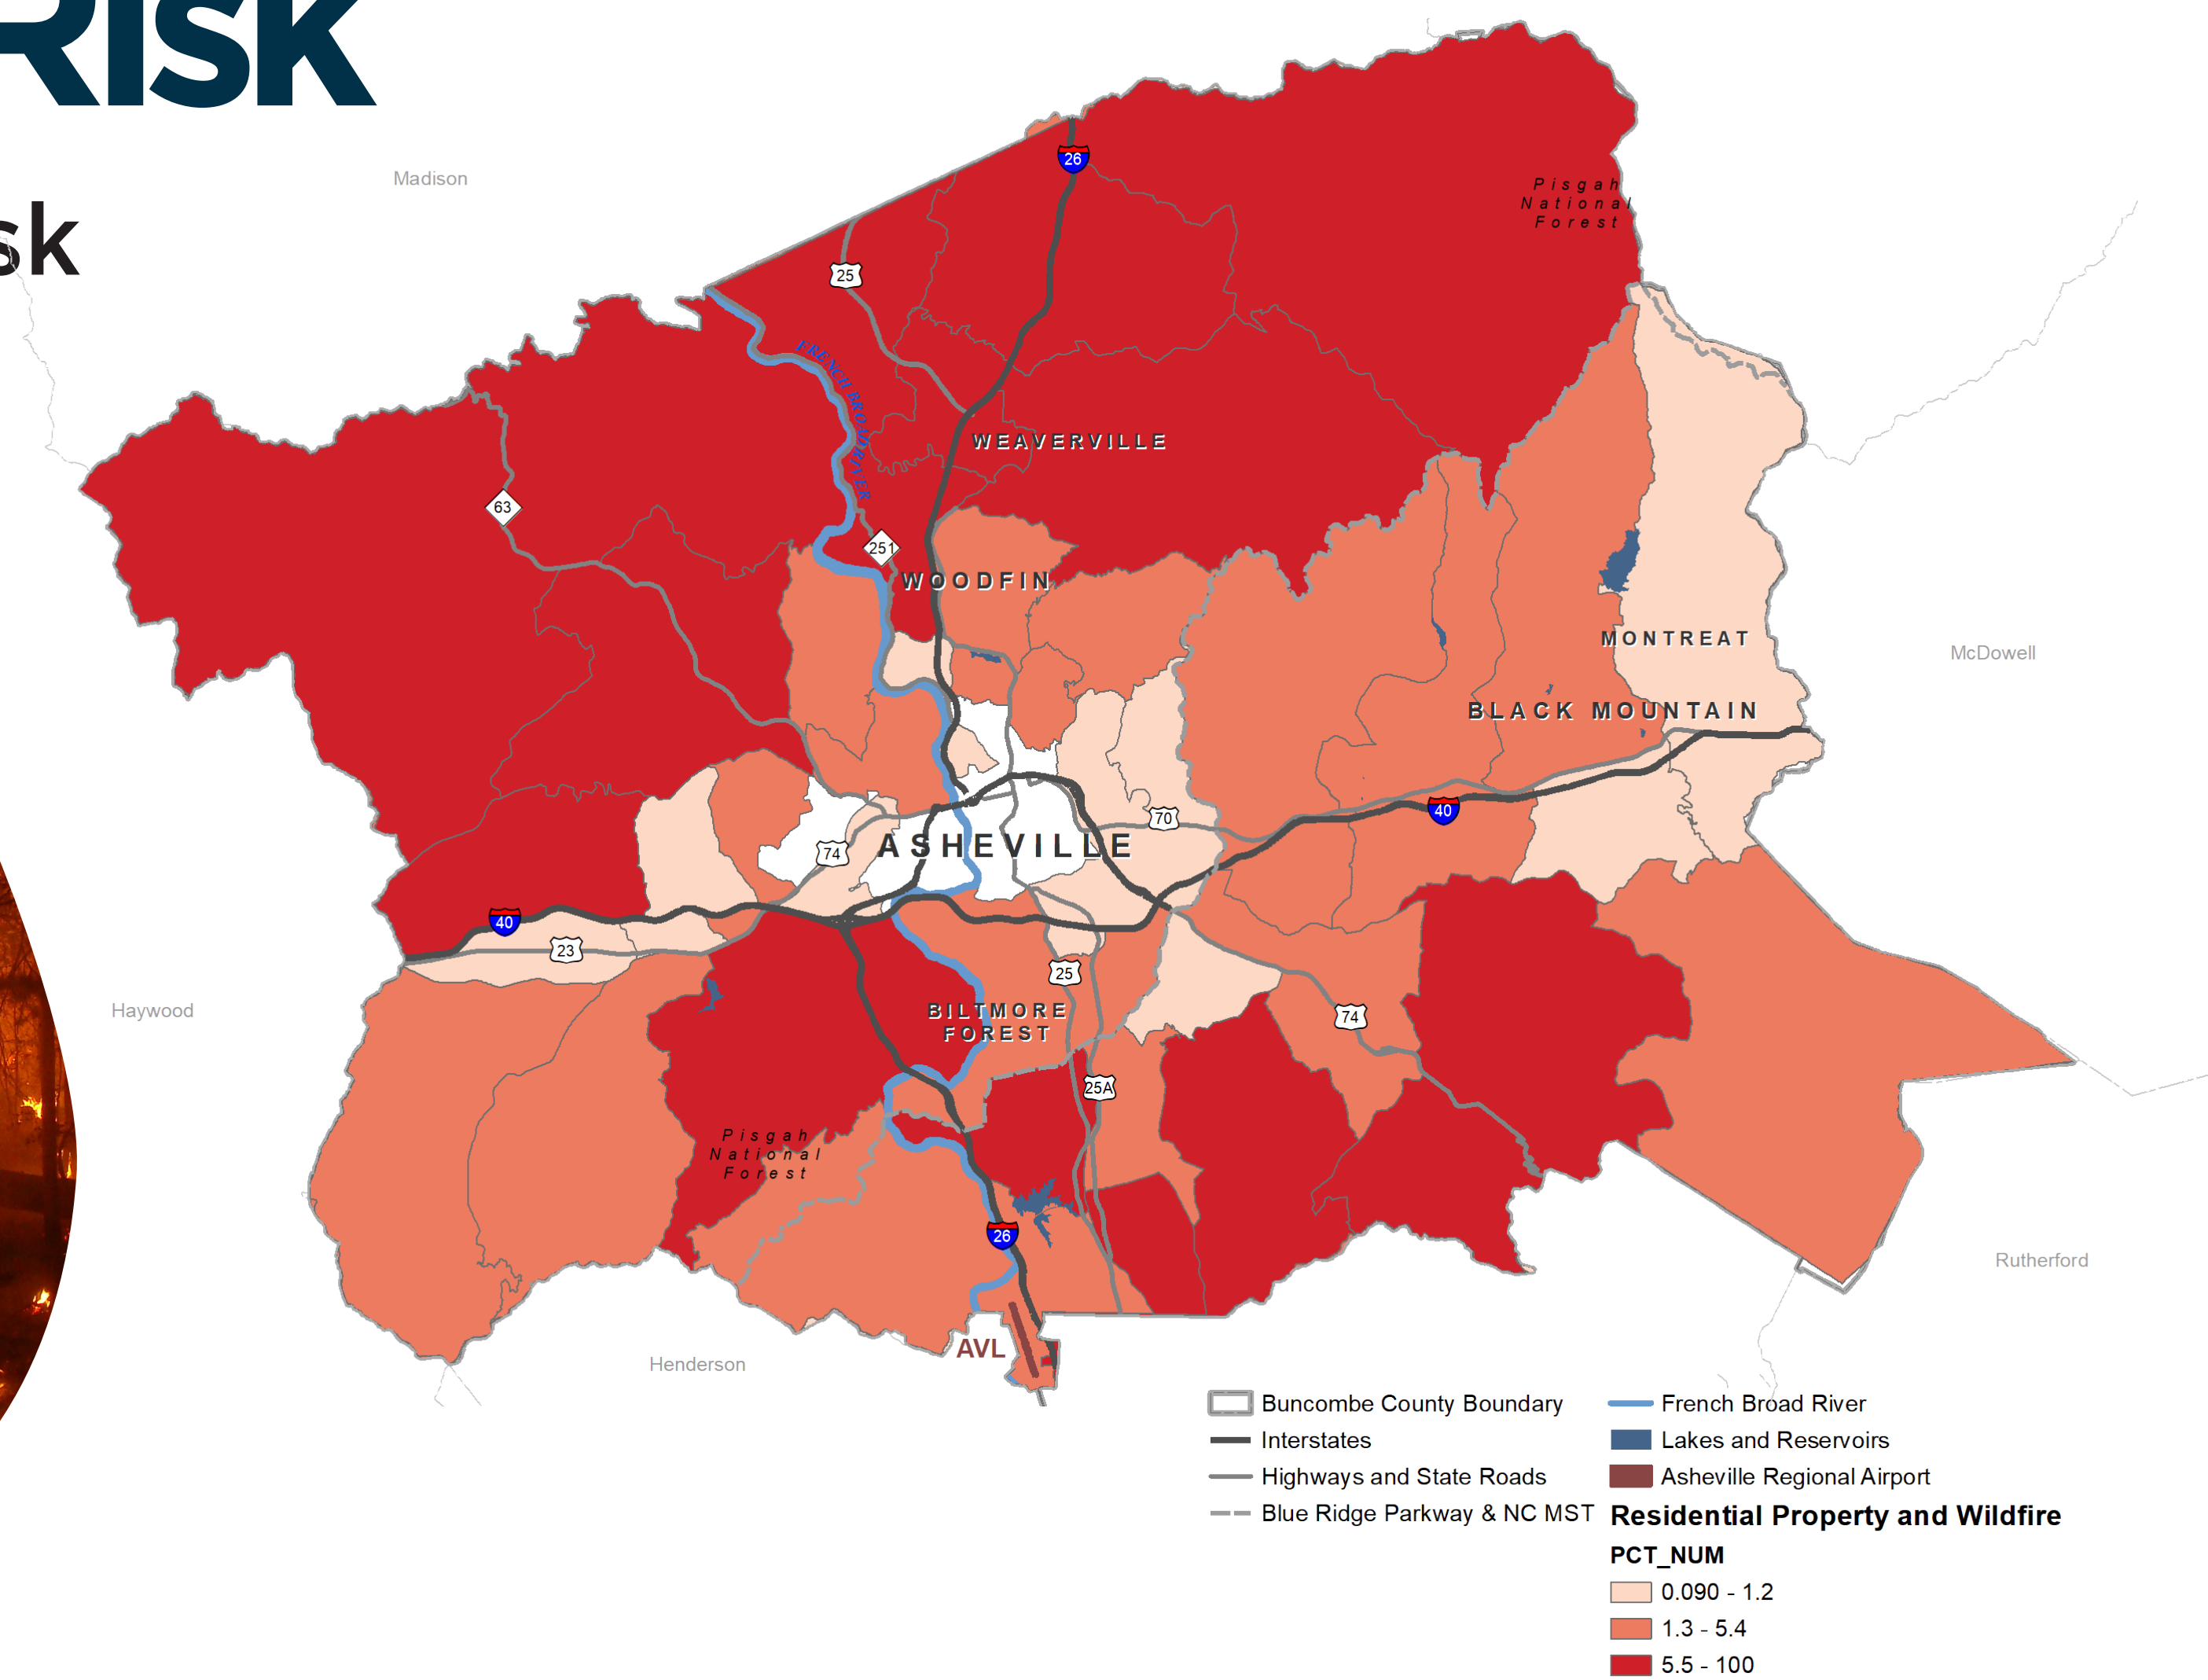 RISK
sk
Madison
26
Pisgah
National
Forest
25
FRENCH BROAD RIVER
WEAVERVILLE
63
251
WOODFIN
MONTREAT
McDowell
BLACK MOUNTAIN
40
70
74
ASHEVILLE
40
23
25
Haywood
BILTMORE
FOREST
74
25A
Pisgah
National
Forest
26
Rutherford
AVL
Henderson
Buncombe County Boundary
Interstates
Highways and State Roads
Blue Ridge Parkway & NC MST
French Broad River
Lakes and Reservoirs
Asheville Regional Airport
Residential Property and Wildfire
PCT_NUM
0.090 - 1.2
1.3 - 5.4
5.5 - 100